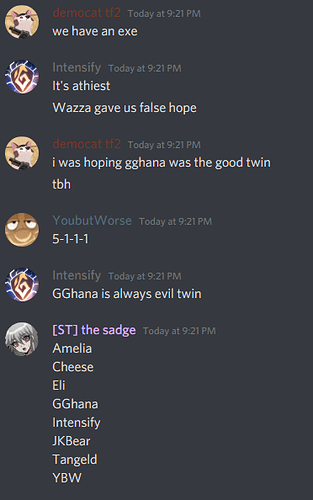 democat tf2 Today at 9:21 PM
we have an exe
Intensify Today at 9:21 PM
It's athiest
Wazza gave us false hope
democat tf2 Today at 9:21 PM
i was hoping gghana was the good twin
tbh
YoubutWorse Today at 9:21 PM
5-1-1-1
Intensify Today at 9:21 PM
GGhana is always evil twin
[ST] the sadge Today at 9:21 PM
Amelia
Cheese
Eli
GGhana
Intensify
JKBear
Tangeld
YBW